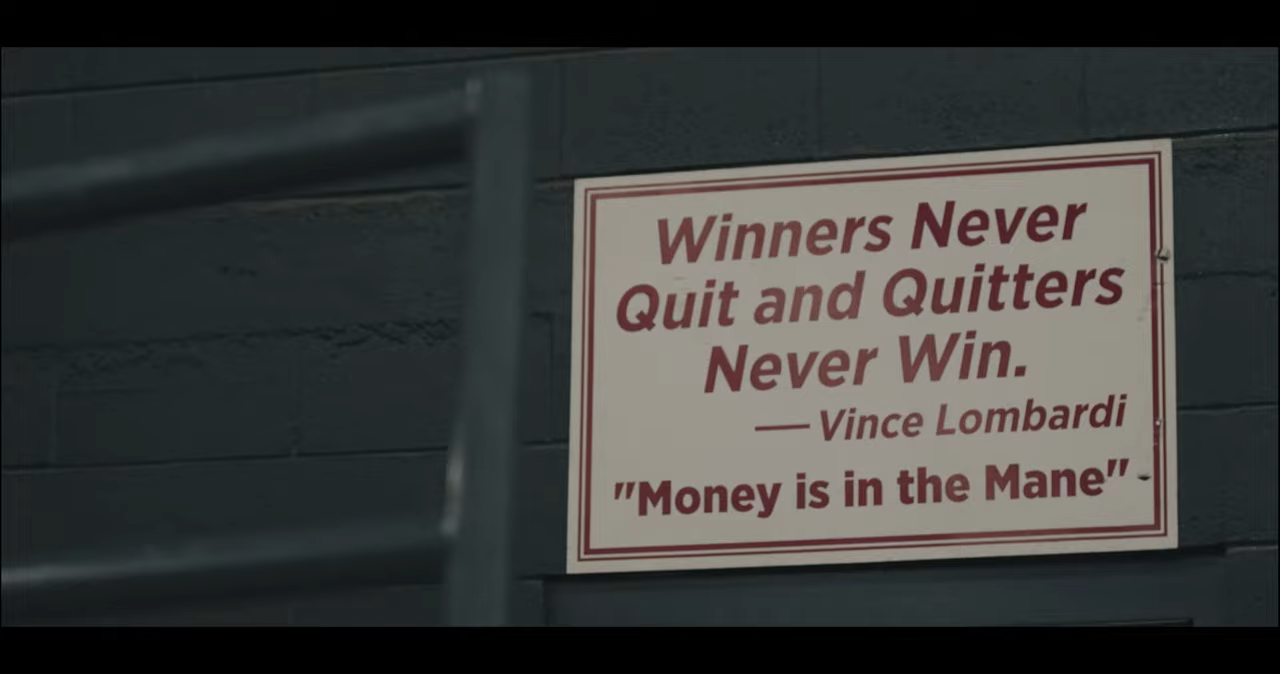 Winners Never
Quit and Quitters
Never Win.
— Vince Lombardi
"Money is in the Mane"